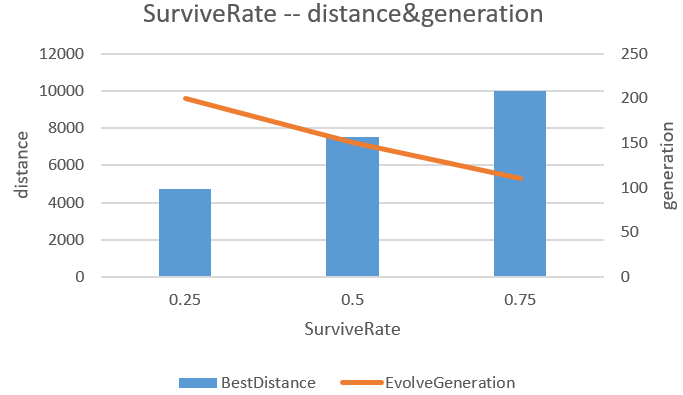 SurviveRate -- distance&generation
12000
10000
8000
6000
4000
2000
0
distance
250
200
150
100
50
0
generation
0.25 0.5 0.75
SurviveRate
BestDistance EvolveGeneration